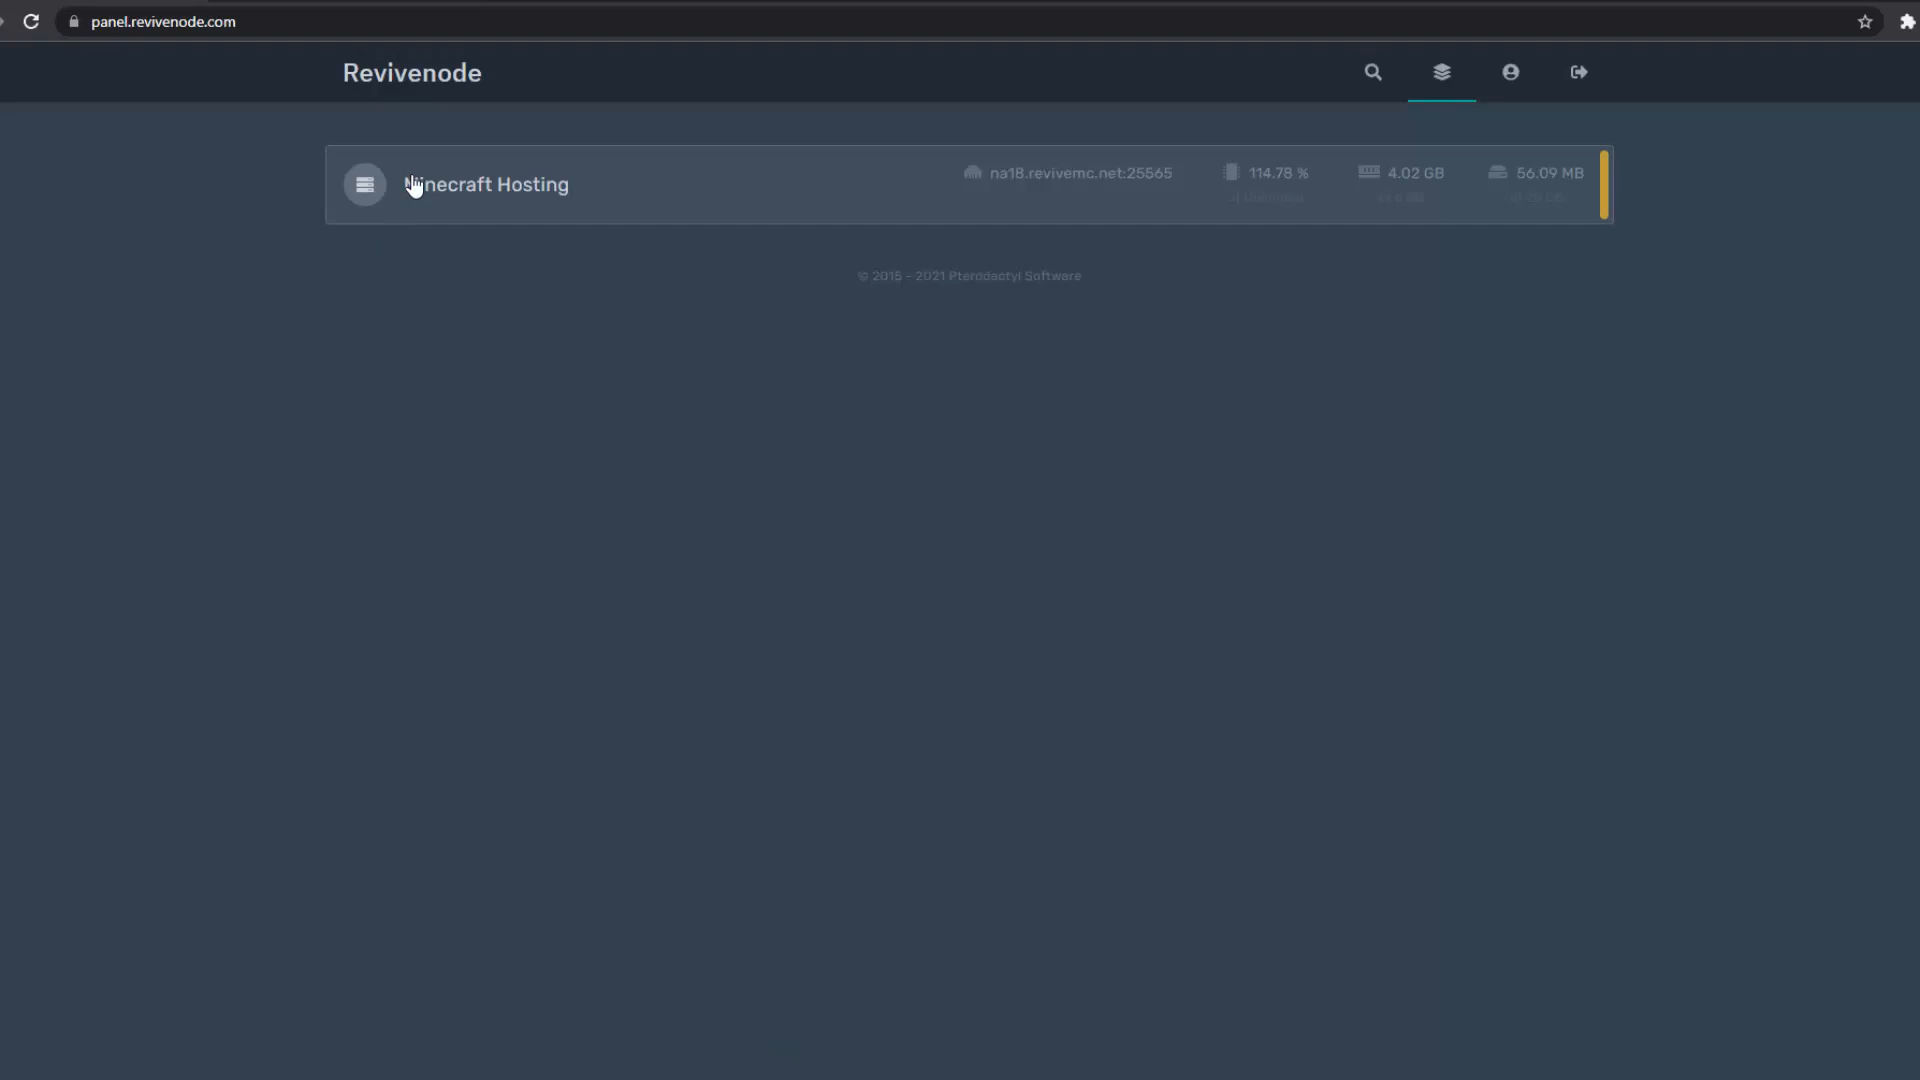 panel.revivenode.com
Revivenode
Minecraft Hosting
na18.revivemc.net:25565
114.78 %
4.02 GB
56.09 MB
© 2015 - 2021 Pterodactyl Software